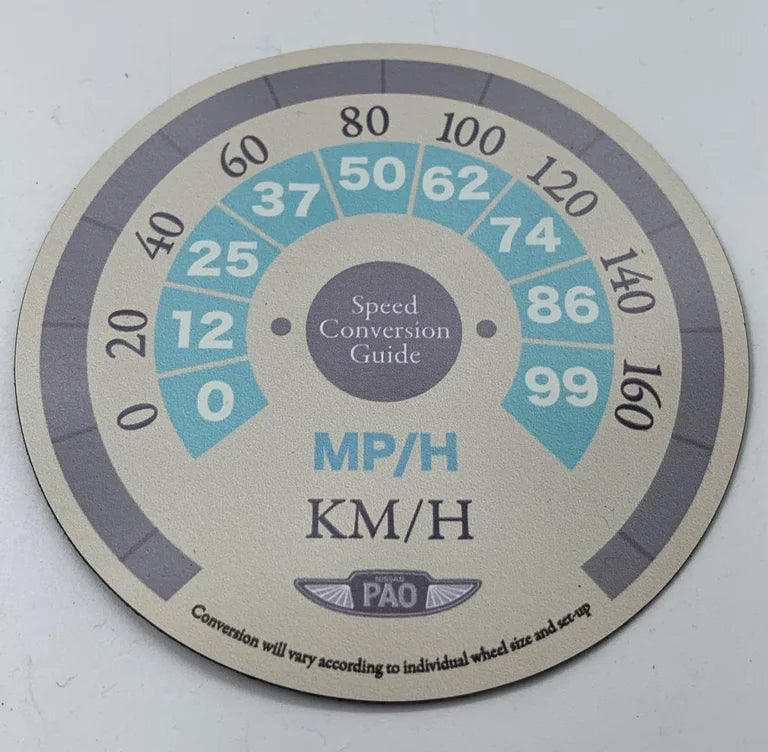 0 20 40 60 80 100 120 140 160
0 12 25 37 50 62 74 86 99
Speed
Conversion
Guide
MP/H
KM/H
NISSAN
PAO
Conversion will vary according to individual wheel size and set-up